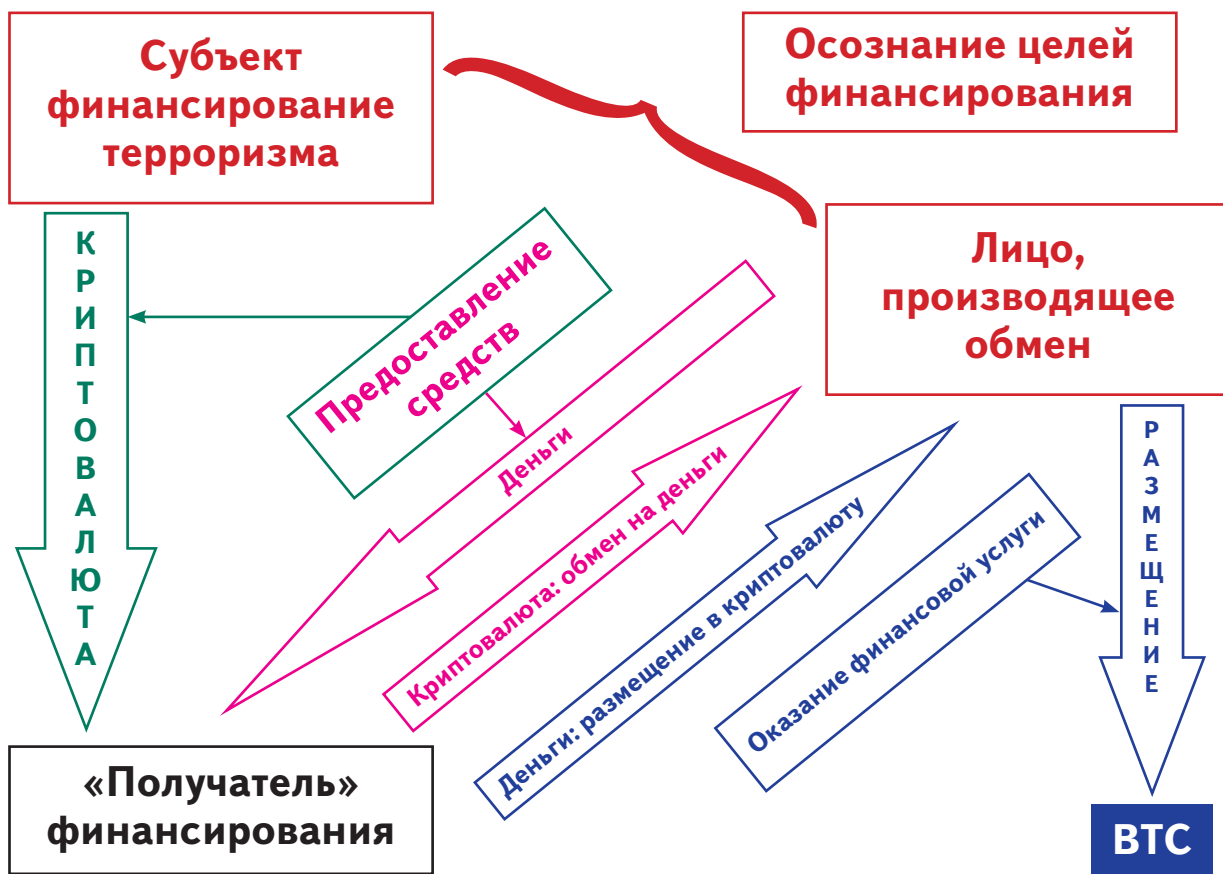 Субъект
финансирование
терроризма
Осознание целей
финансирования
Лицо,
производящее
обмен
КРИПТОВАЛЮТА
Предоставление
средств
Деньги
Криптовалюта: обмен на деньги
Деньги: размещение в криптовалюту
Оказание финансовой услуги
РАЗМЕЩЕНИЕ
«Получатель»
финансирования
BTC